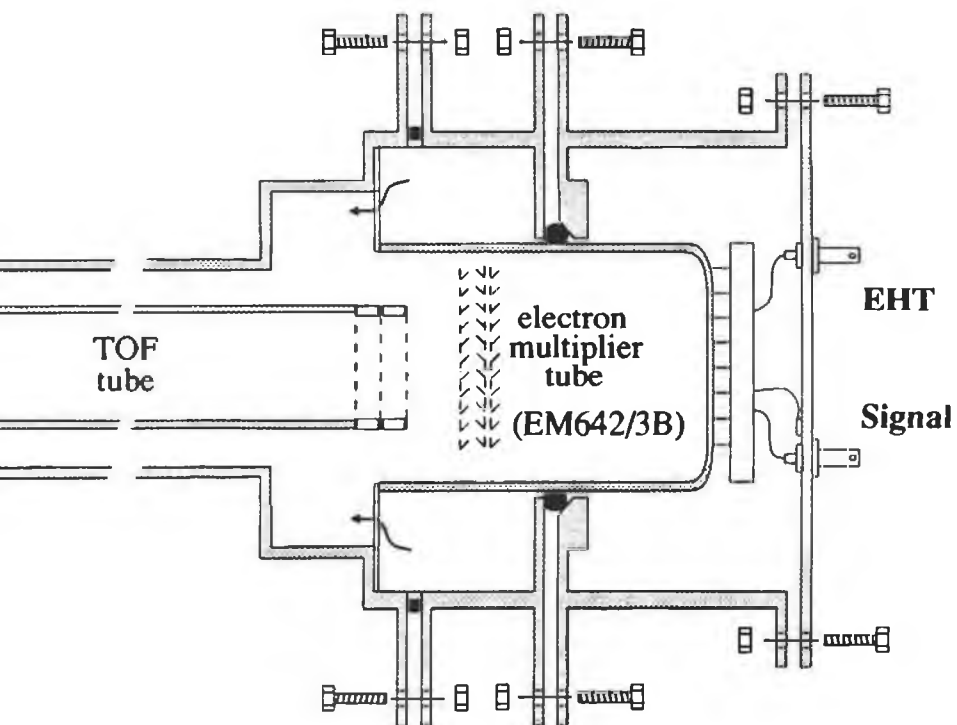 TOF
tube
electron
multiplier
tube
(EM642/3B)
EHT
Signal